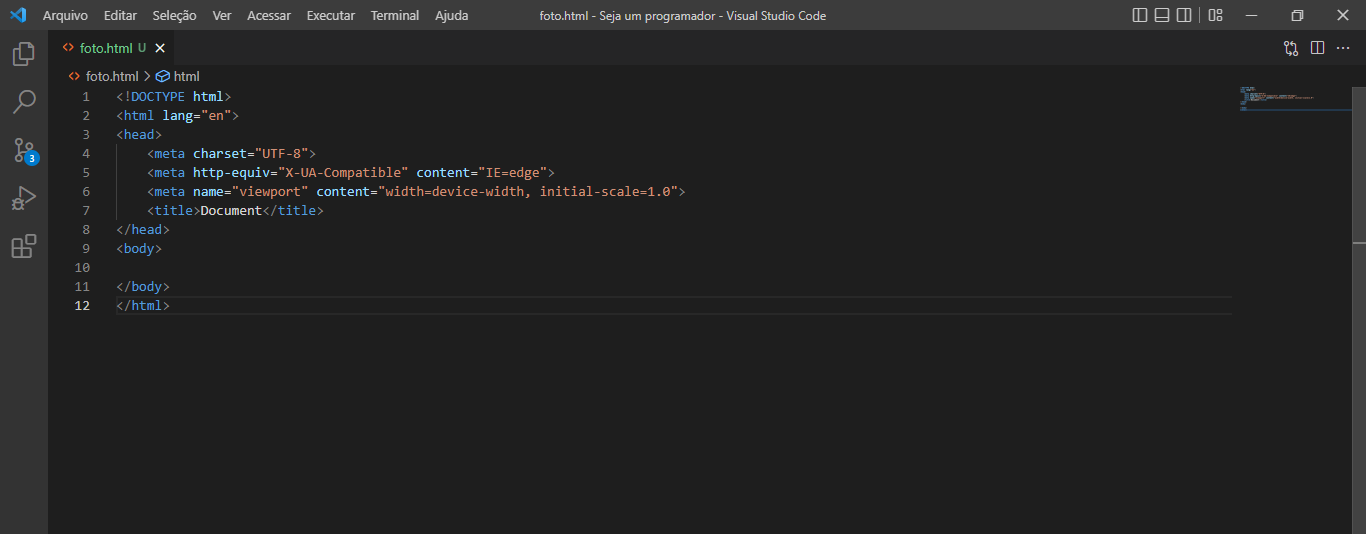 Arquivo Editar Seleção Ver Acessar Executar Terminal Ajuda foto.html - Seja um programador - Visual Studio Code
foto.html U
foto.html > html
1 <!DOCTYPE html>
2 <html lang="en">
3 <head>
4     <meta charset="UTF-8">
5     <meta http-equiv="X-UA-Compatible" content="IE=edge">
6     <meta name="viewport" content="width=device-width, initial-scale=1.0">
7     <title>Document</title>
8 </head>
9 <body>
10
11 </body>
12 </html>
3